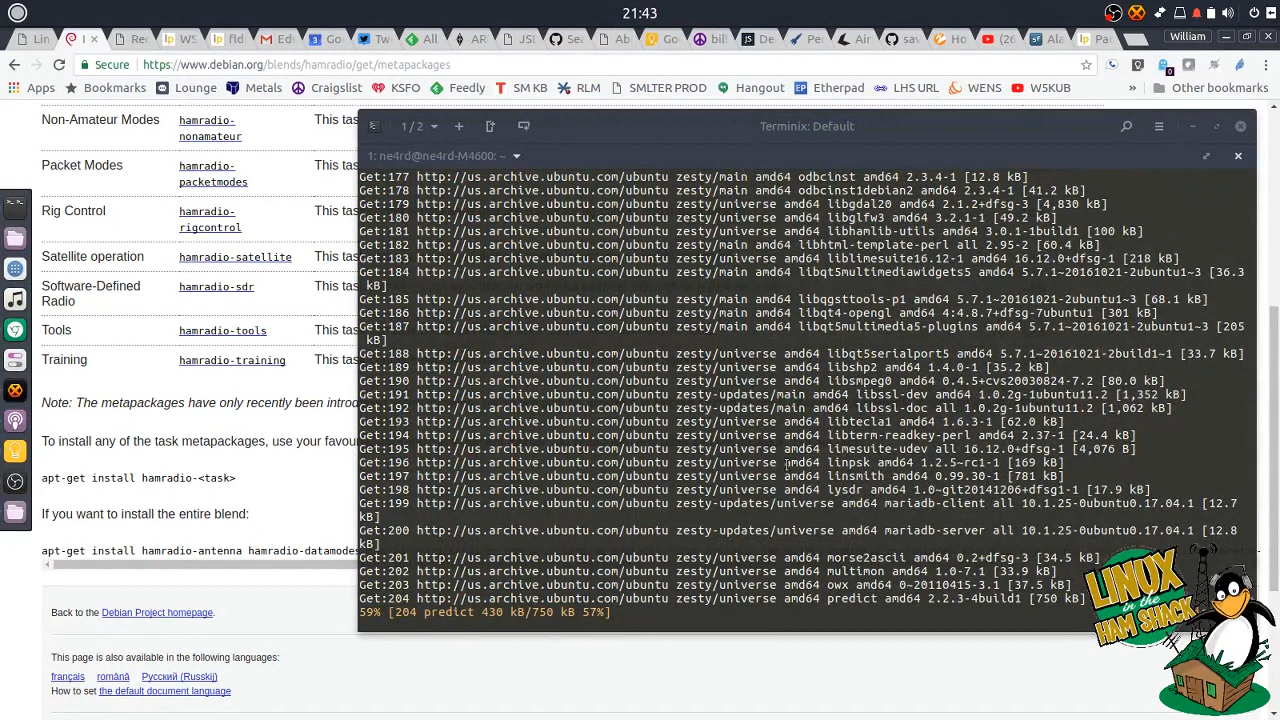 21:43
Lin
Re
WS
fld
Ed
Go
Tw
All
AR
JSI
Sea
Ab
Go
bill
De
Pe
Air
sav
Ho
(26
Ala
Pac
William
Secure
https://www.debian.org/blends/hamradio/get/metapackages
Apps
Bookmarks
Lounge
Metals
Craigslist
KSFO
Feedly
SM KB
RLM
SMLTER PROD
Hangout
Etherpad
LHS URL
WENS
W5KUB
»
Other bookmarks
Non-Amateur Modes
hamradio-
nonamateur
This tas
Packet Modes
hamradio-
packetmodes
This tas
Rig Control
hamradio-
rigcontrol
This tas
Satellite operation
hamradio-satellite
This tas
Software-Defined
Radio
hamradio-sdr
This tas
Tools
hamradio-tools
This tas
Training
hamradio-training
This tas
Note: The metapackages have only recently been introd
To install any of the task metapackages, use your favou
apt-get install hamradio-<task>
If you want to install the entire blend:
apt-get install hamradio-antenna hamradio-datamodes
Back to the Debian Project homepage.
This page is also available in the following languages:
français română Русский (Russkij)
How to set the default document language
1 / 2
Terminix: Default
1: ne4rd@ne4rd-M4600: ~
Get:177 http://us.archive.ubuntu.com/ubuntu zesty/main amd64 odbcinst amd64 2.3.4-1 [12.8 kB]
Get:178 http://us.archive.ubuntu.com/ubuntu zesty/main amd64 odbcinst1debian2 amd64 2.3.4-1 [41.2 kB]
Get:179 http://us.archive.ubuntu.com/ubuntu zesty/universe amd64 libgdal20 amd64 2.1.2+dfsg-3 [4,830 kB]
Get:180 http://us.archive.ubuntu.com/ubuntu zesty/universe amd64 libglfw3 amd64 3.2.1-1 [49.2 kB]
Get:181 http://us.archive.ubuntu.com/ubuntu zesty/universe amd64 libhamlib-utils amd64 3.0.1-1build1 [100 kB]
Get:182 http://us.archive.ubuntu.com/ubuntu zesty/main amd64 libhtml-template-perl all 2.95-2 [60.4 kB]
Get:183 http://us.archive.ubuntu.com/ubuntu zesty/universe amd64 liblimesuite16.12-1 amd64 16.12.0+dfsg-1 [218 kB]
Get:184 http://us.archive.ubuntu.com/ubuntu zesty/main amd64 libqt5multimediawidgets5 amd64 5.7.1~20161021-2ubuntu1~3 [36.3
kB]
Get:185 http://us.archive.ubuntu.com/ubuntu zesty/main amd64 libqgsttools-p1 amd64 5.7.1~20161021-2ubuntu1~3 [68.1 kB]
Get:186 http://us.archive.ubuntu.com/ubuntu zesty/main amd64 libqt4-opengl amd64 4:4.8.7+dfsg-7ubuntu1 [301 kB]
Get:187 http://us.archive.ubuntu.com/ubuntu zesty/main amd64 libqt5multimedia5-plugins amd64 5.7.1~20161021-2ubuntu1~3 [205
kB]
Get:188 http://us.archive.ubuntu.com/ubuntu zesty/universe amd64 libqt5serialport5 amd64 5.7.1~20161021-2build1~1 [33.7 kB]
Get:189 http://us.archive.ubuntu.com/ubuntu zesty/universe amd64 libshp2 amd64 1.4.0-1 [35.2 kB]
Get:190 http://us.archive.ubuntu.com/ubuntu zesty/universe amd64 libsmpeg0 amd64 0.4.5+cvs20030824-7.2 [80.0 kB]
Get:191 http://us.archive.ubuntu.com/ubuntu zesty-updates/main amd64 libssl-dev amd64 1.0.2g-1ubuntu11.2 [1,352 kB]
Get:192 http://us.archive.ubuntu.com/ubuntu zesty-updates/main amd64 libssl-doc all 1.0.2g-1ubuntu11.2 [1,062 kB]
Get:193 http://us.archive.ubuntu.com/ubuntu zesty/universe amd64 libtecla1 amd64 1.6.3-1 [62.0 kB]
Get:194 http://us.archive.ubuntu.com/ubuntu zesty/universe amd64 libterm-readkey-perl amd64 2.37-1 [24.4 kB]
Get:195 http://us.archive.ubuntu.com/ubuntu zesty/universe amd64 limesuite-udev all 16.12.0+dfsg-1 [4,076 B]
Get:196 http://us.archive.ubuntu.com/ubuntu zesty/universe amd64 linpsk amd64 1.2.5~rc1-1 [169 kB]
Get:197 http://us.archive.ubuntu.com/ubuntu zesty/universe amd64 linsmith amd64 0.99.30-1 [781 kB]
Get:198 http://us.archive.ubuntu.com/ubuntu zesty/universe amd64 lysdr amd64 1.0~git20141206+dfsg1-1 [17.9 kB]
Get:199 http://us.archive.ubuntu.com/ubuntu zesty-updates/universe amd64 mariadb-client all 10.1.25-0ubuntu0.17.04.1 [12.7
kB]
Get:200 http://us.archive.ubuntu.com/ubuntu zesty-updates/universe amd64 mariadb-server all 10.1.25-0ubuntu0.17.04.1 [12.8
kB]
Get:201 http://us.archive.ubuntu.com/ubuntu zesty/universe amd64 morse2ascii amd64 0.2+dfsg-3 [34.5 kB]
Get:202 http://us.archive.ubuntu.com/ubuntu zesty/universe amd64 multimon amd64 1.0-7.1 [33.9 kB]
Get:203 http://us.archive.ubuntu.com/ubuntu zesty/universe amd64 owx amd64 0~20110415-3.1 [37.5 kB]
Get:204 http://us.archive.ubuntu.com/ubuntu zesty/universe amd64 predict amd64 2.2.3-4build1 [750 kB]
59% [204 predict 430 kB/750 kB 57%]
LINUX
in the
HAM SHACK